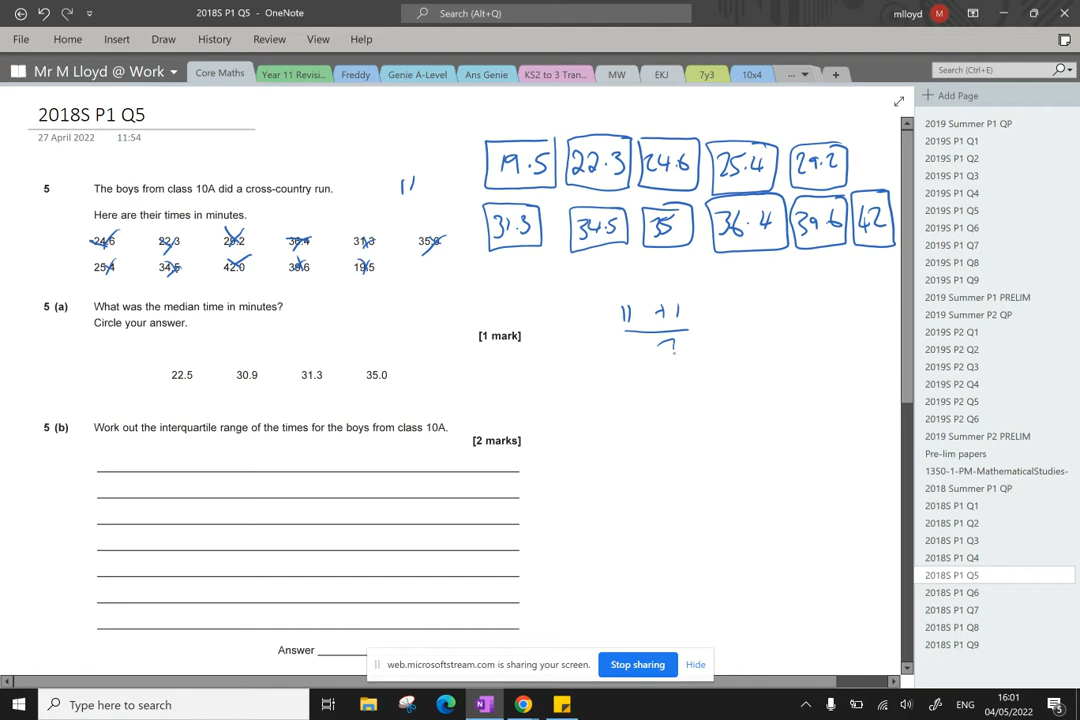 2018S P1 Q5 - OneNote
Search (Alt+Q)
mlloyd
M
File Home Insert Draw History Review View Help
Mr M Lloyd @ Work
Core Maths
Year 11 Revisi...
Freddy
Genie A-Level
Ans Genie
KS2 to 3 Tran...
MW
EKJ
7y3
10x4
...
+
Search (Ctrl+E)
2018S P1 Q5
27 April 2022 11:54
5 The boys from class 10A did a cross-country run.
Here are their times in minutes.
24.6 22.3 29.2 36.4 31.3 35.0
25.4 34.5 42.0 39.6 19.5
11
19.5 22.3 24.6 25.4 29.2
31.3 34.5 35 36.4 39.6 42
11 +1
5 (a) What was the median time in minutes?
Circle your answer.
[1 mark]
22.5 30.9 31.3 35.0
5 (b) Work out the interquartile range of the times for the boys from class 10A.
[2 marks]
Answer
Add Page
2019 Summer P1 QP
2019S P1 Q1
2019S P1 Q2
2019S P1 Q3
2019S P1 Q4
2019S P1 Q5
2019S P1 Q6
2019S P1 Q7
2019S P1 Q8
2019S P1 Q9
2019 Summer P1 PRELIM
2019 Summer P2 QP
2019S P2 Q1
2019S P2 Q2
2019S P2 Q3
2019S P2 Q4
2019S P2 Q5
2019S P2 Q6
2019 Summer P2 PRELIM
Pre-lim papers
1350-1-PM-MathematicalStudies-
2018 Summer P1 QP
2018S P1 Q1
2018S P1 Q2
2018S P1 Q3
2018S P1 Q4
2018S P1 Q5
2018S P1 Q6
2018S P1 Q7
2018S P1 Q8
2018S P1 Q9
web.microsoftstream.com is sharing your screen.
Stop sharing
Hide
Type here to search
ENG
16:01
04/05/2022
5